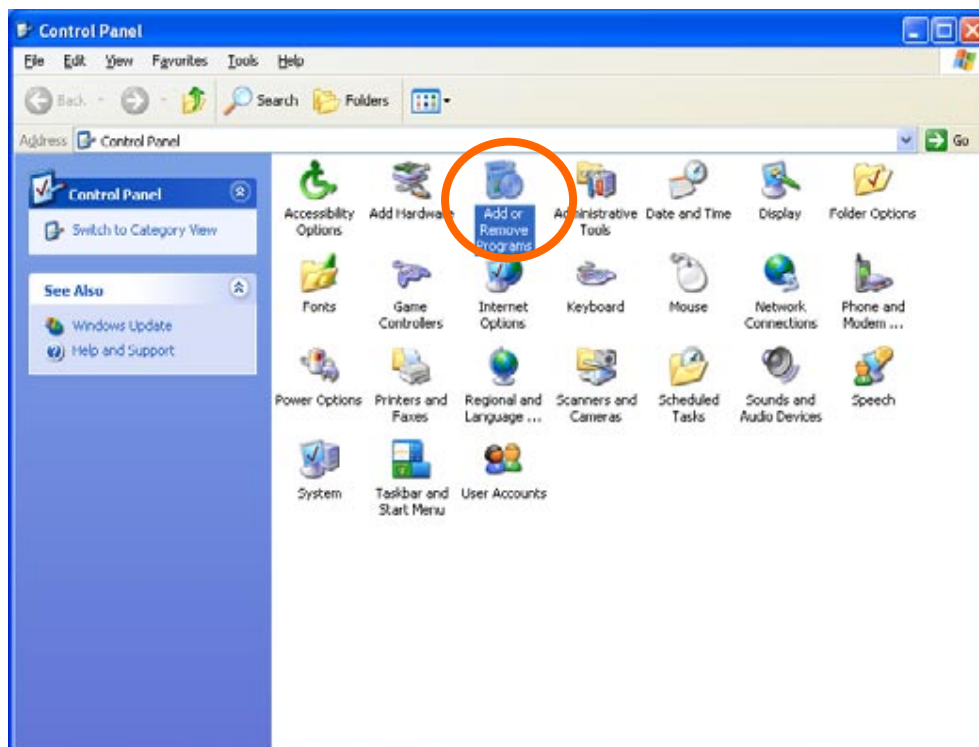 Control Panel
File Edit View Favorites Tools Help
Back Search Folders
Address Control Panel Go
Control Panel
Switch to Category View
See Also
Windows Update
Help and Support
Accessibility Options
Add Hardware
Add or Remove Programs
Administrative Tools
Date and Time
Display
Folder Options
Fonts
Game Controllers
Internet Options
Keyboard
Mouse
Network Connections
Phone and Modem ...
Power Options
Printers and Faxes
Regional and Language ...
Scanners and Cameras
Scheduled Tasks
Sounds and Audio Devices
Speech
System
Taskbar and Start Menu
User Accounts